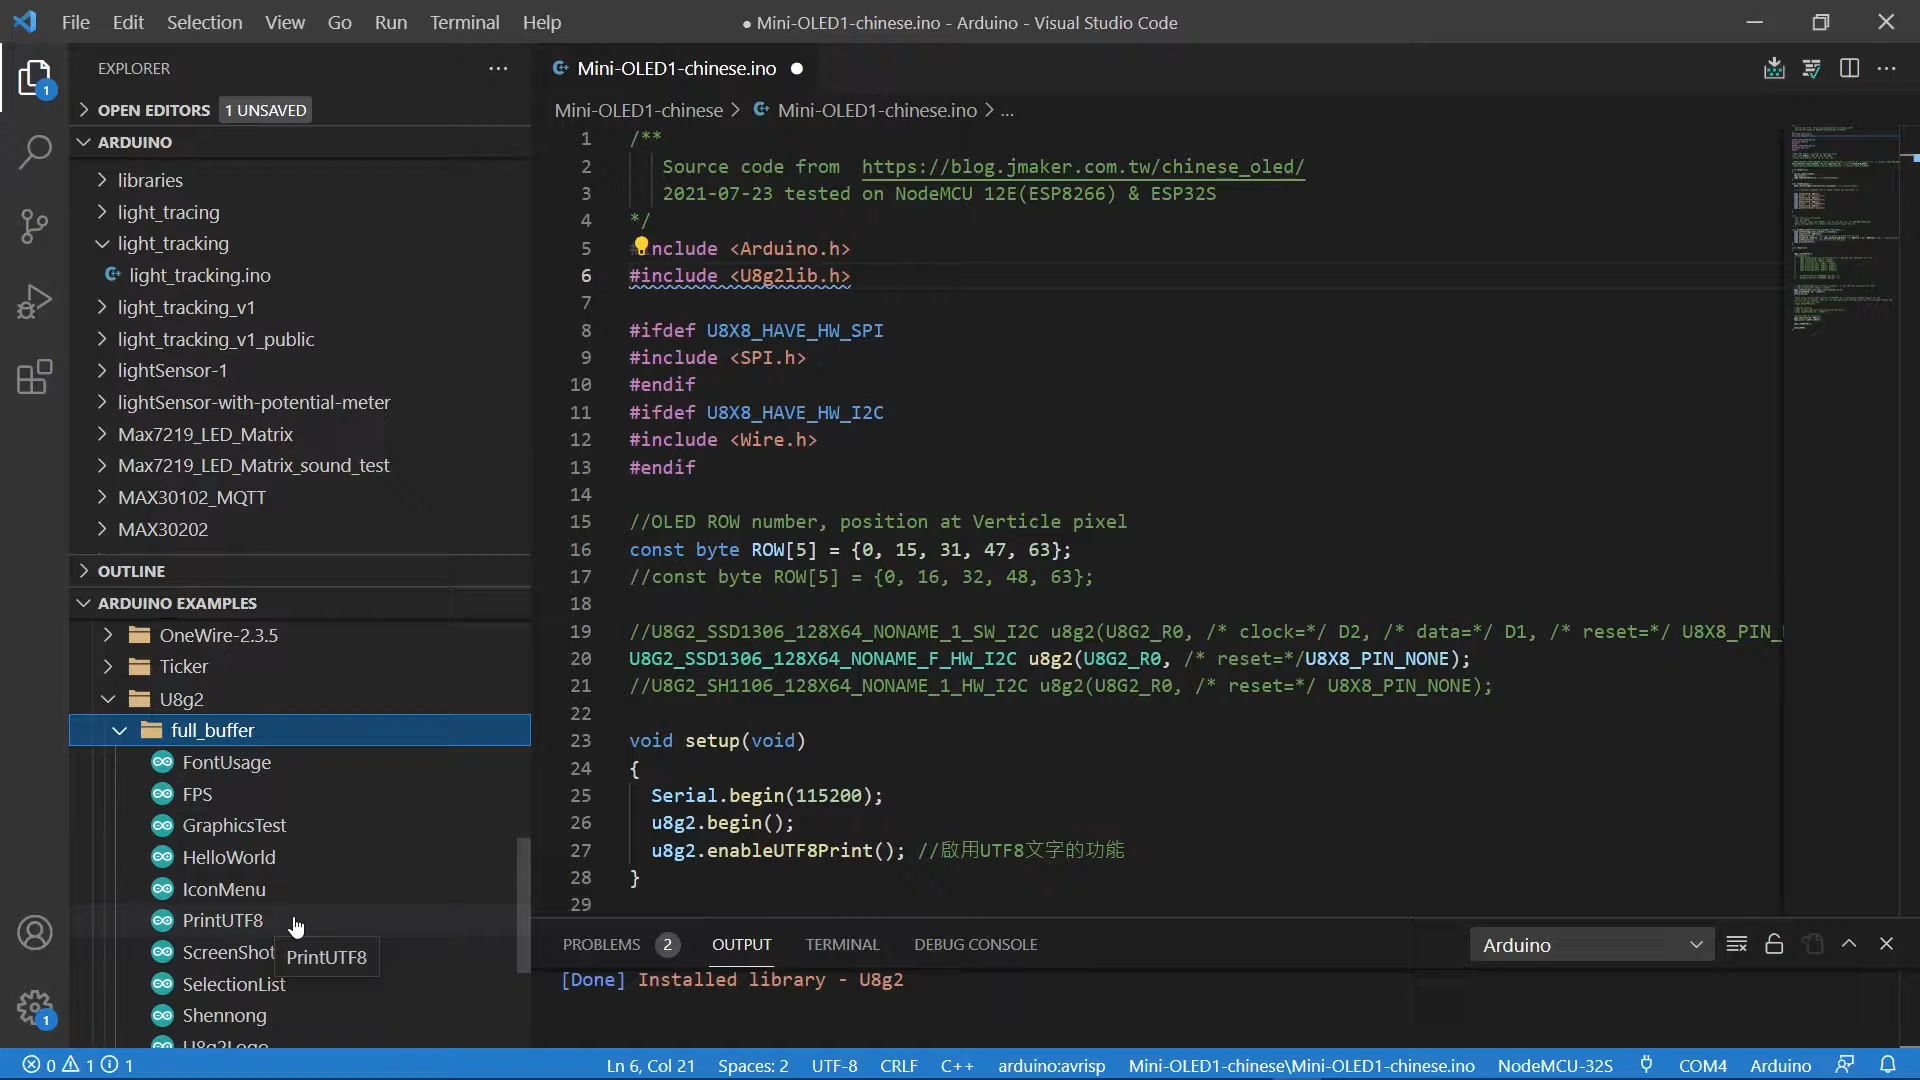 File Edit Selection View Go Run Terminal Help
● Mini-OLED1-chinese.ino - Arduino - Visual Studio Code
EXPLORER
1
OPEN EDITORS 1 UNSAVED
ARDUINO
libraries
light_tracing
light_tracking
light_tracking.ino
light_tracking_v1
light_tracking_v1_public
lightSensor-1
lightSensor-with-potential-meter
Max7219_LED_Matrix
Max7219_LED_Matrix_sound_test
MAX30102_MQTT
MAX30202
OUTLINE
ARDUINO EXAMPLES
OneWire-2.3.5
Ticker
U8g2
full_buffer
FontUsage
FPS
GraphicsTest
HelloWorld
IconMenu
PrintUTF8
ScreenShot
PrintUTF8
SelectionList
Shennong
U8g2Logo
1
Mini-OLED1-chinese.ino ●
Mini-OLED1-chinese > Mini-OLED1-chinese.ino > ...
1 /**
2 Source code from https://blog.jmaker.com.tw/chinese_oled/
3 2021-07-23 tested on NodeMCU 12E(ESP8266) & ESP32S
4 */
5 #include <Arduino.h>
6 #include <U8g2lib.h>
7
8 #ifdef U8X8_HAVE_HW_SPI
9 #include <SPI.h>
10 #endif
11 #ifdef U8X8_HAVE_HW_I2C
12 #include <Wire.h>
13 #endif
14
15 //OLED ROW number, position at Verticle pixel
16 const byte ROW[5] = {0, 15, 31, 47, 63};
17 //const byte ROW[5] = {0, 16, 32, 48, 63};
18
19 //U8G2_SSD1306_128X64_NONAME_1_SW_I2C u8g2(U8G2_R0, /* clock=*/ D2, /* data=*/ D1, /* reset=*/ U8X8_PIN_
20 U8G2_SSD1306_128X64_NONAME_F_HW_I2C u8g2(U8G2_R0, /* reset=*/U8X8_PIN_NONE);
21 //U8G2_SH1106_128X64_NONAME_1_HW_I2C u8g2(U8G2_R0, /* reset=*/ U8X8_PIN_NONE);
22
23 void setup(void)
24 {
25 Serial.begin(115200);
26 u8g2.begin();
27 u8g2.enableUTF8Print(); //啟用UTF8文字的功能
28 }
29
PROBLEMS 2 OUTPUT TERMINAL DEBUG CONSOLE Arduino
[Done] Installed library - U8g2
0 1 1 Ln 6, Col 21 Spaces: 2 UTF-8 CRLF C++ arduino:avrisp Mini-OLED1-chinese\Mini-OLED1-chinese.ino NodeMCU-32S COM4 Arduino